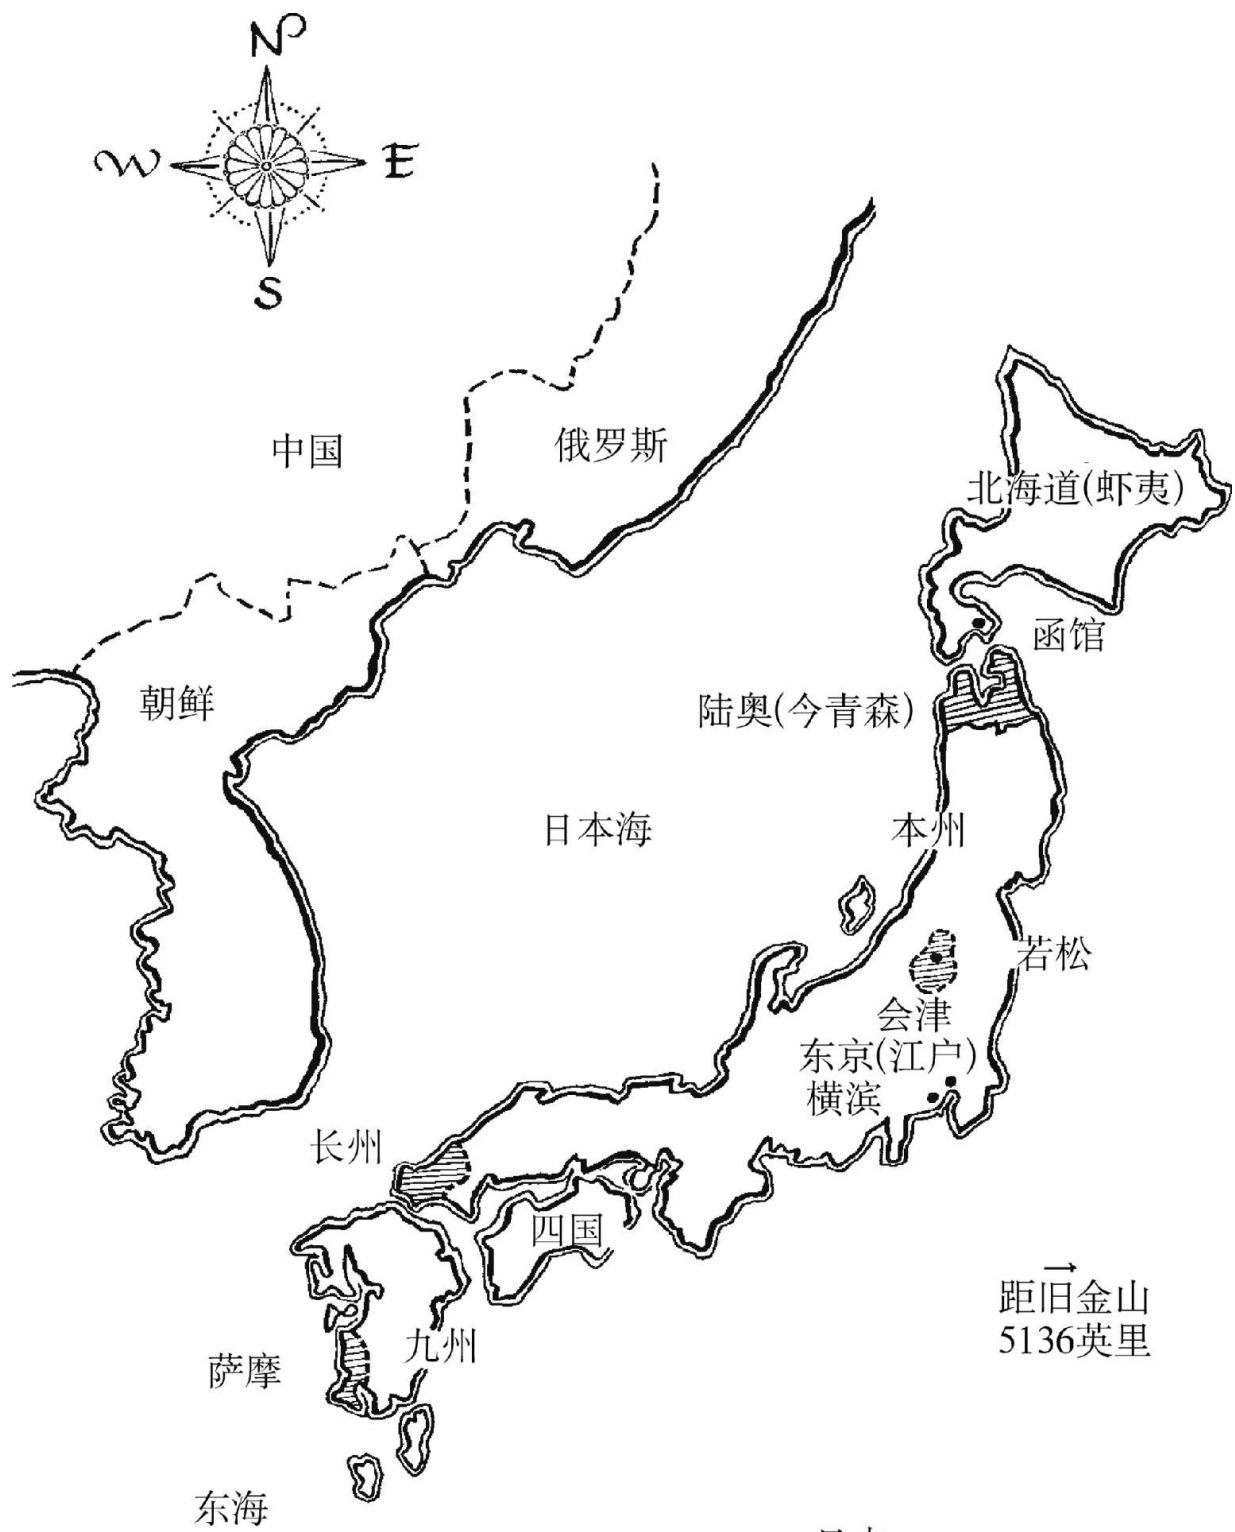 N
W
E
S
中国
俄罗斯
北海道(虾夷)
函馆
朝鲜
陆奥(今青森)
日本海
本州
若松
会津
东京(江户)
横滨
长州
四国
距旧金山
5136英里
九州
萨摩
东海